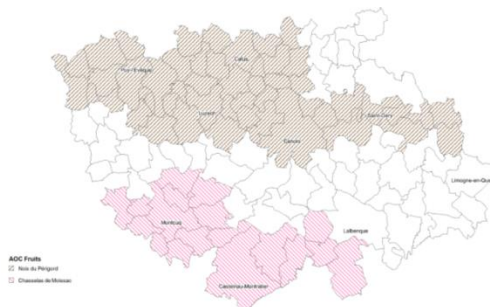 Puy-l'Évêque
Catus
Luzech
Saint-Géry
Cahors
Limogne-en-Quer
Montcuq
Lalbenque
Castelnau-Montratier
AOC Fruits
Noix du Périgord
Chasselas de Moissac